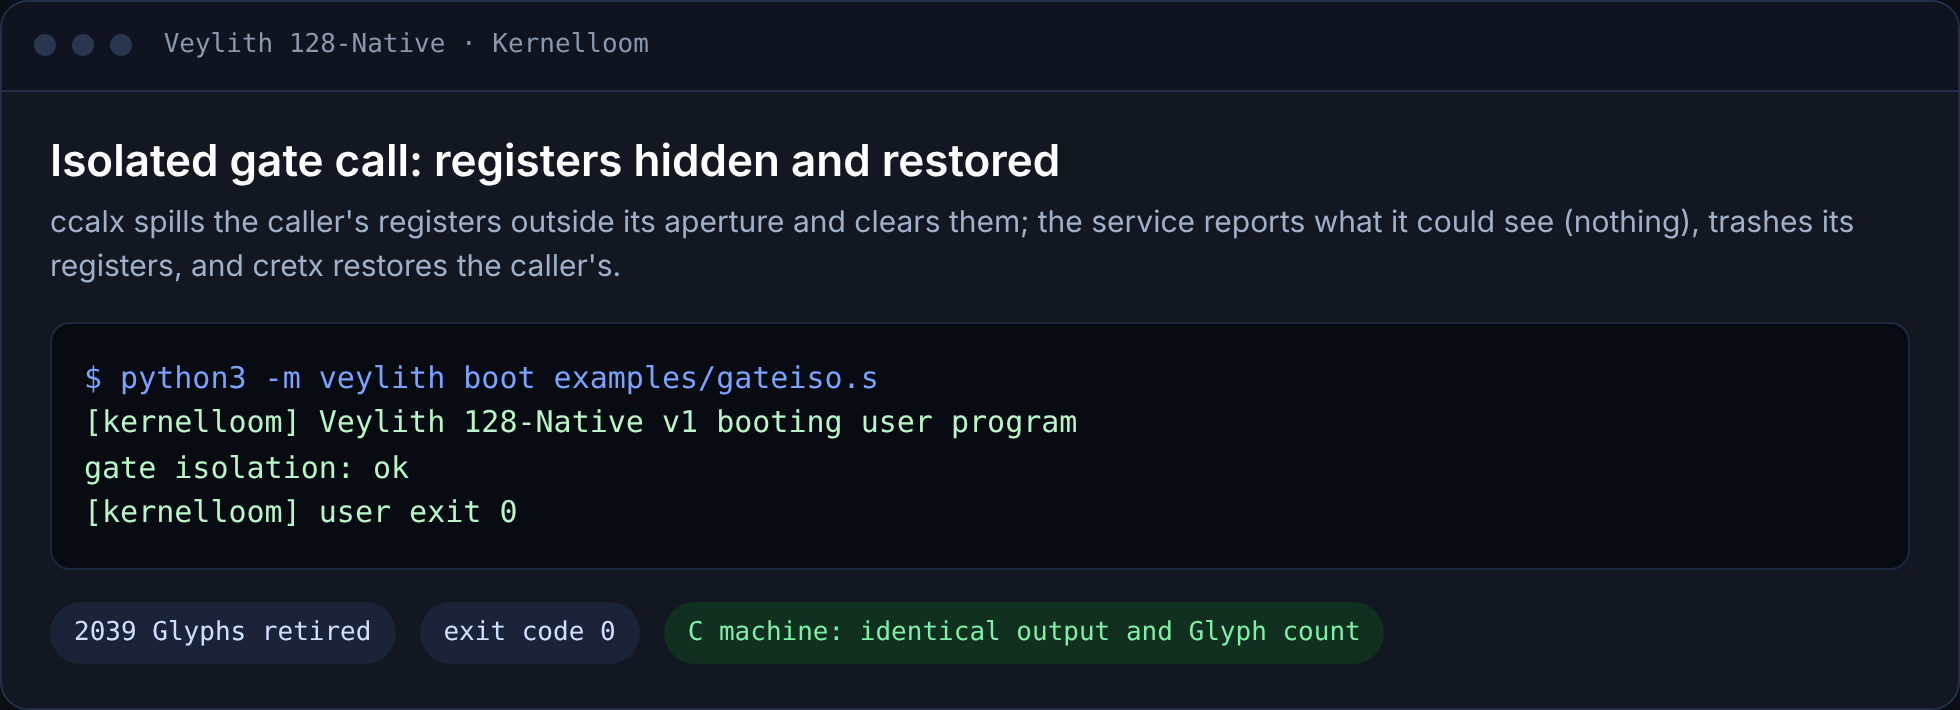 Veylith 128-Native · Kernelloom
Isolated gate call: registers hidden and restored
ccalx spills the caller's registers outside its aperture and clears them; the service reports what it could see (nothing), trashes its
registers, and cretx restores the caller's.
$ python3 -m veylith boot examples/gateiso.s
[kernelloom] Veylith 128-Native v1 booting user program
gate isolation: ok
[kernelloom] user exit 0
2039 Glyphs retired
exit code 0
C machine: identical output and Glyph count